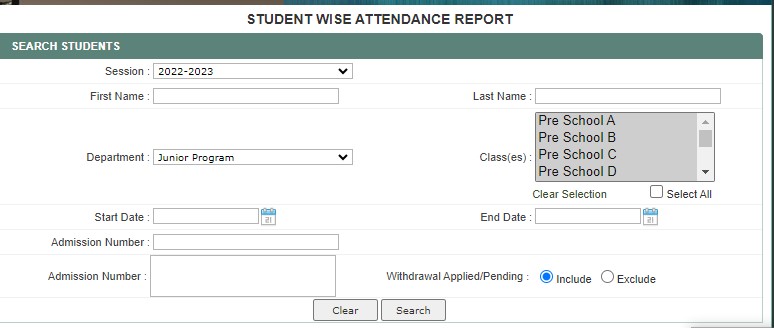 STUDENT WISE ATTENDANCE REPORT
SEARCH STUDENTS
Session : 2022-2023
First Name : Last Name :
Department : Junior Program Class(es) : Pre School A
Pre School B
Pre School C
Pre School D
Clear Selection Select All
Start Date : End Date :
Admission Number :
Admission Number : Withdrawal Applied/Pending : Include Exclude
Clear Search